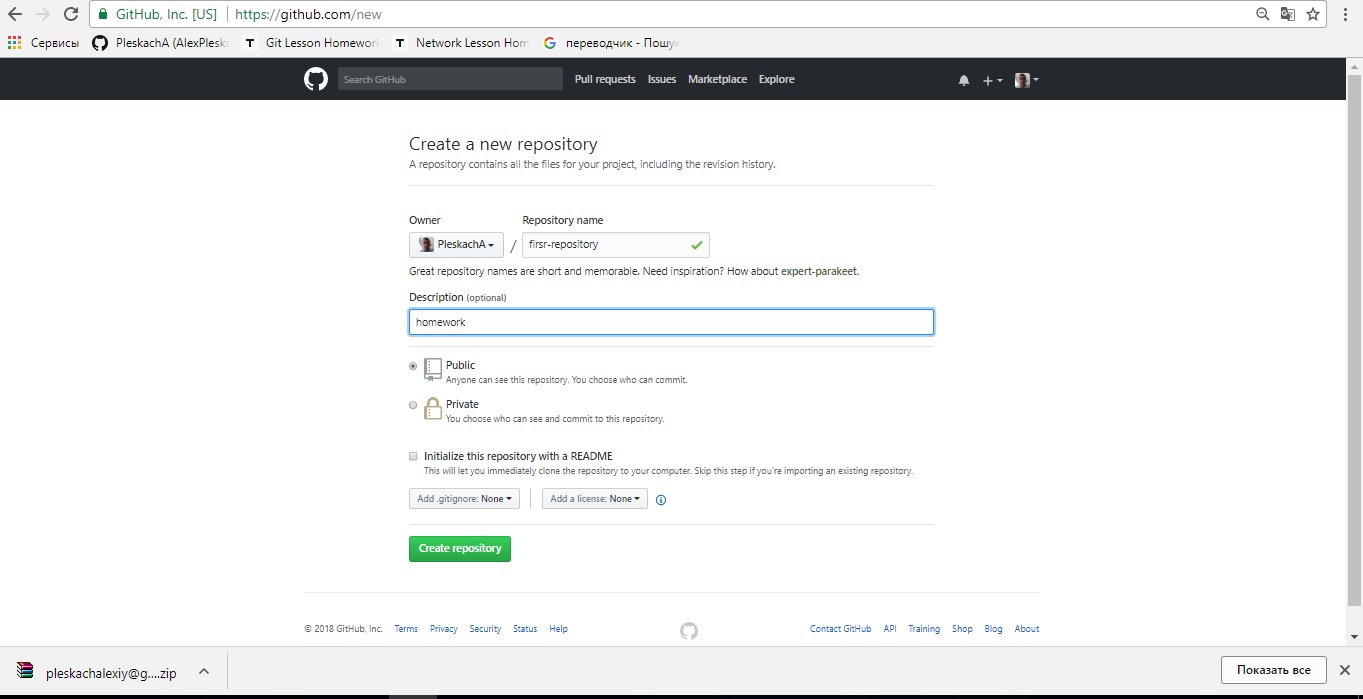 GitHub, Inc. [US] https://github.com/new
Сервисы PleskachA (AlexPleska T Git Lesson Homework T Network Lesson Hom переводчик - Пошук
Search GitHub Pull requests Issues Marketplace Explore
Create a new repository
A repository contains all the files for your project, including the revision history.
Owner Repository name
PleskachA / firsr-repository
Great repository names are short and memorable. Need inspiration? How about expert-parakeet.
Description (optional)
homework
Public
Anyone can see this repository. You choose who can commit.
Private
You choose who can see and commit to this repository.
Initialize this repository with a README
This will let you immediately clone the repository to your computer. Skip this step if you're importing an existing repository.
Add .gitignore: None Add a license: None
Create repository
© 2018 GitHub, Inc. Terms Privacy Security Status Help Contact GitHub API Training Shop Blog About
pleskachalexiy@g....zip Показать все